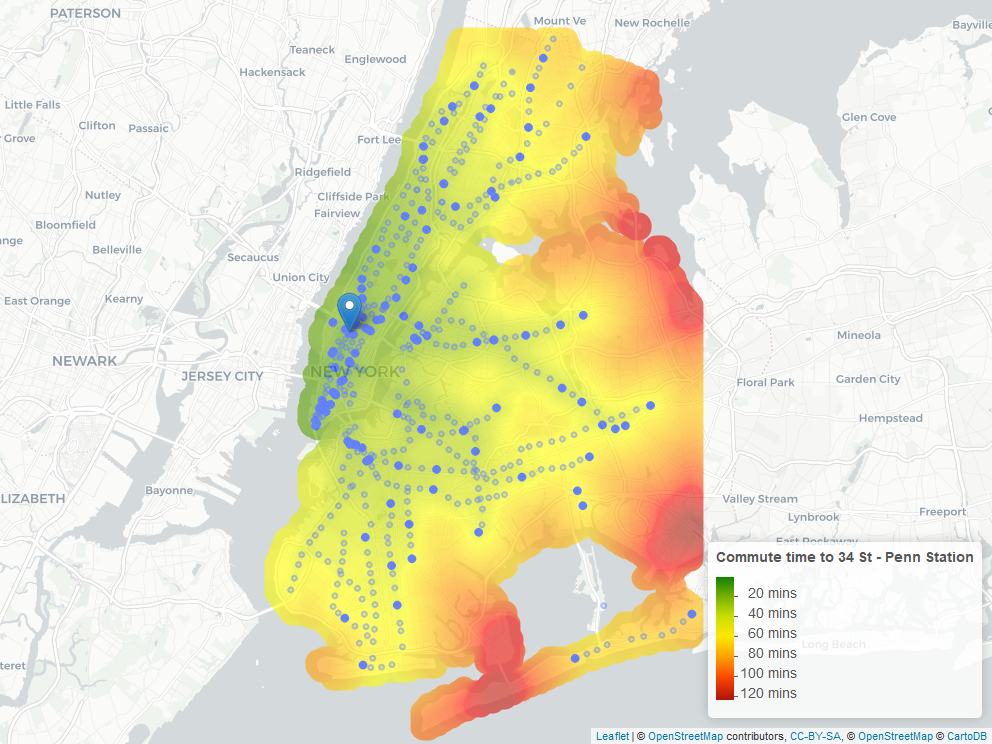 PATERSON
Mount Ve
New Rochelle
Bayville
Teaneck
Englewood
Hackensack
Little Falls
Glen Cove
Clifton
Passaic
Grove
Fort Lee
Ridgefield
Nutley
Cliffside Park
Fairview
Bloomfield
ange
Belleville
Secaucus
Union City
East Orange
Kearny
Mineola
NEWARK
JERSEY CITY
NEW YORK
Floral Park
Garden City
Hempstead
Bayonne
LIZABETH
Valley Stream
Freeport
Lynbrook
East Rockaway
Commute time to 34 St - Penn Station
20 mins
40 mins
60 mins
80 mins
100 mins
120 mins
Long Beach
teret
Leaflet | © OpenStreetMap contributors, CC-BY-SA, © OpenStreetMap © CartoDB